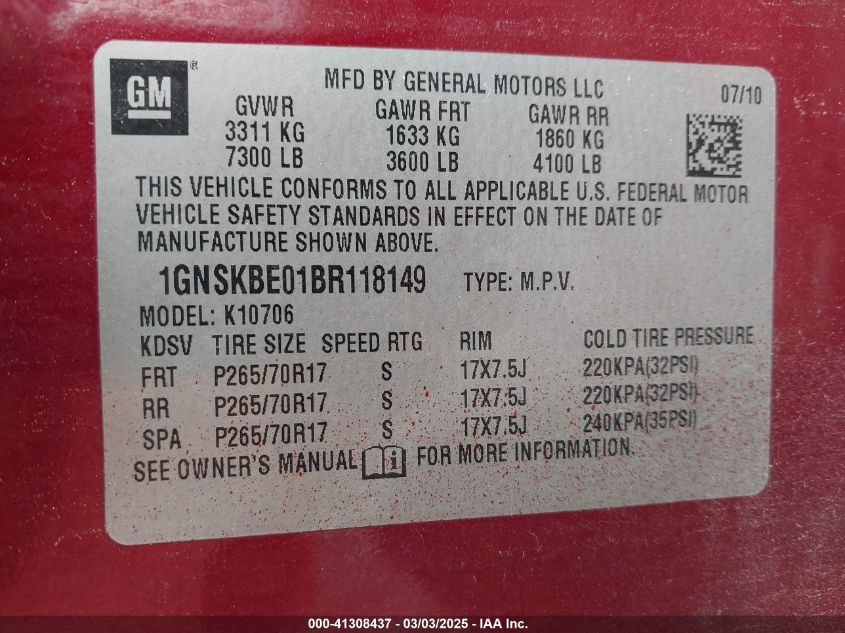 GM ®
MFD BY GENERAL MOTORS LLC 07/10
GVWR GAWR FRT GAWR RR
3311 KG 1633 KG 1860 KG
7300 LB 3600 LB 4100 LB
THIS VEHICLE CONFORMS TO ALL APPLICABLE U.S. FEDERAL MOTOR
VEHICLE SAFETY STANDARDS IN EFFECT ON THE DATE OF
MANUFACTURE SHOWN ABOVE.
1GNSKBE01BR118149 TYPE: M.P.V.
MODEL: K10706
KDSV TIRE SIZE SPEED RTG RIM COLD TIRE PRESSURE
FRT P265/70R17 S 17X7.5J 220KPA(32PSI)
RR P265/70R17 S 17X7.5J 220KPA(32PSI)
SPA P265/70R17 S 17X7.5J 240KPA(35PSI)
SEE OWNER'S MANUAL i FOR MORE INFORMATION.
000-41308437 - 03/03/2025 - IAA Inc.